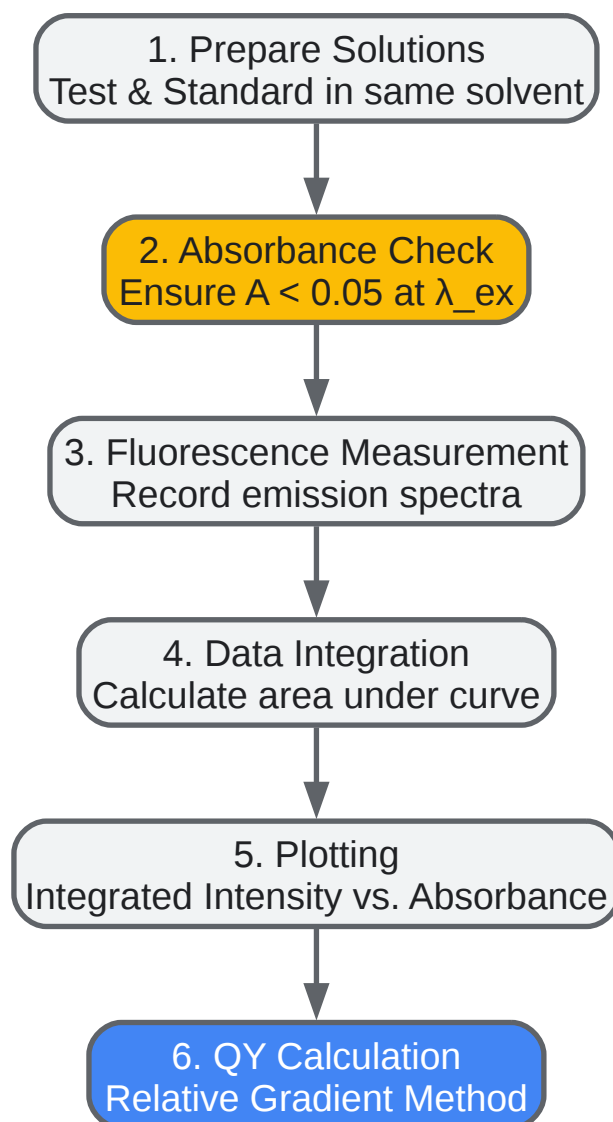 1. Prepare Solutions
Test & Standard in same solvent
2. Absorbance Check
Ensure A < 0.05 at λ_ex
3. Fluorescence Measurement
Record emission spectra
4. Data Integration
Calculate area under curve
5. Plotting
Integrated Intensity vs. Absorbance
6. QY Calculation
Relative Gradient Method